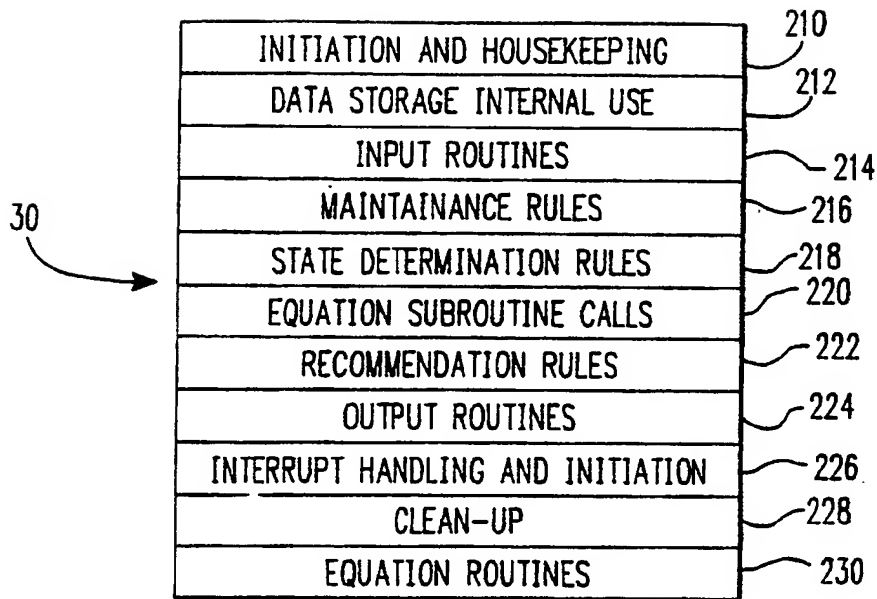 INITIATION AND HOUSEKEEPING 210
DATA STORAGE INTERNAL USE 212
INPUT ROUTINES 214
MAINTAINANCE RULES 216
30
STATE DETERMINATION RULES 218
EQUATION SUBROUTINE CALLS 220
RECOMMENDATION RULES 222
OUTPUT ROUTINES 224
INTERRUPT HANDLING AND INITIATION 226
CLEAN-UP 228
EQUATION ROUTINES 230